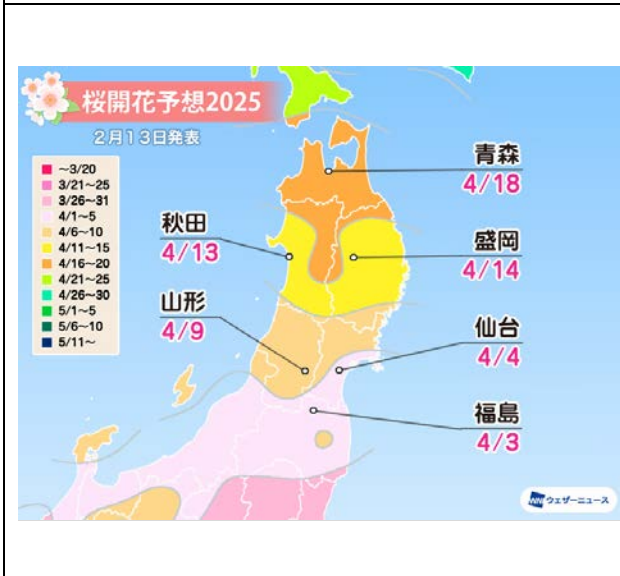 桜開花予想2025
2月13日発表
～3/20
3/21～25
3/26～31
4/1～5
4/6～10
4/11～15
4/16～20
4/21～25
4/26～30
5/1～5
5/6～10
5/11～
青森
4/18
秋田
4/13
盛岡
4/14
山形
4/9
仙台
4/4
福島
4/3
WNI ウェザーニュース